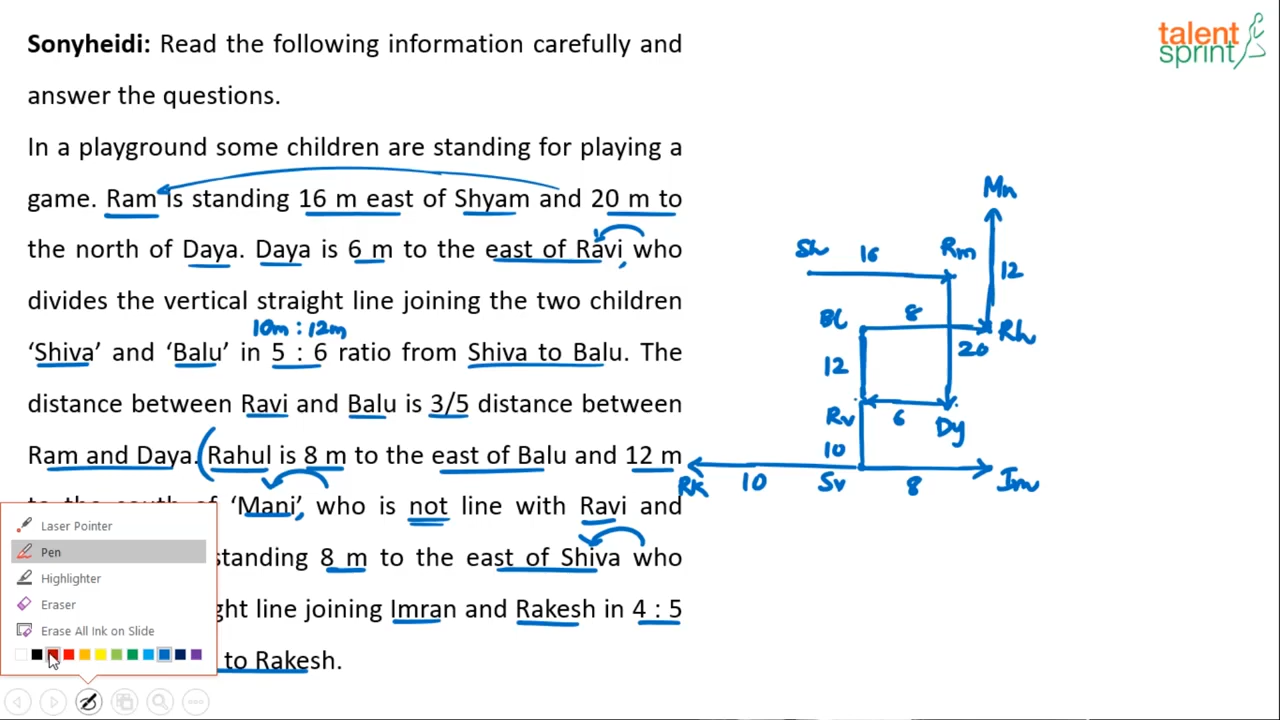 Sonyheidi: Read the following information carefully and
answer the questions.
In a playground some children are standing for playing a
game. Ram is standing 16 m east of Shyam and 20 m to
the north of Daya. Daya is 6 m to the east of Ravi, who
divides the vertical straight line joining the two children
10m : 12m
'Shiva' and 'Balu' in 5 : 6 ratio from Shiva to Balu. The
distance between Ravi and Balu is 3/5 distance between
Ram and Daya. (Rahul is 8 m to the east of Balu and 12 m
'Mani', who is not line with Ravi and
standing 8 m to the east of Shiva who
line joining Imran and Rakesh in 4 : 5
to Rakesh.
Laser Pointer
Pen
Highlighter
Eraser
Erase All Ink on Slide
talent
sprint
Mn
Sh 16 Rm
12
Bl 8 Rh
20
12
Rv 6 Dy
10
Rk 10 Sv 8 Im